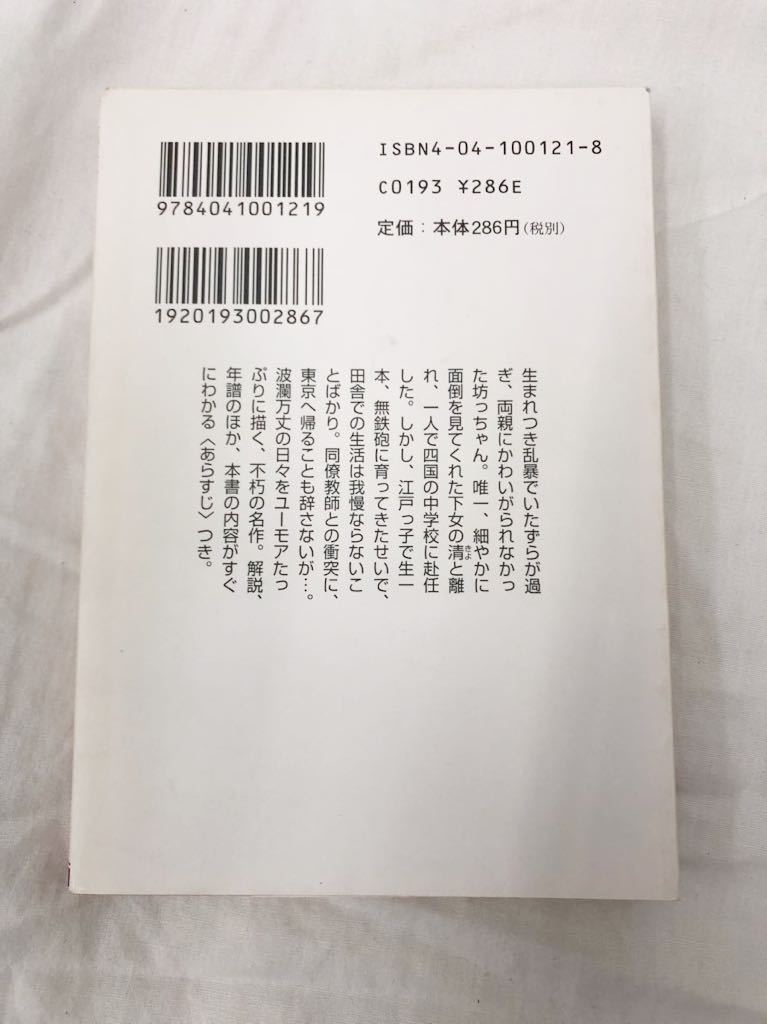 9784041001219
ISBN4-04-100121-8
C0193 ¥286E
定価：本体286円（税別）
1920193002867
生まれつき乱暴でいたずらが過
ぎ、両親にかわいがられなかっ
た坊っちゃん。唯一、細やかに
面倒を見てくれた下女の清と離
きよ
れ、一人で四国の中学校に赴任
した。しかし、江戸っ子で生一
本、無鉄砲に育ってきたせいで、
田舎での生活は我慢ならないこ
とばかり。同僚教師との衝突に、
東京へ帰ることも辞さないが…。
波瀾万丈の日々をユーモアたっ
ぷりに描く、不朽の名作。解説、
年譜のほか、本書の内容がすぐ
にわかる〈あらすじ〉つき。